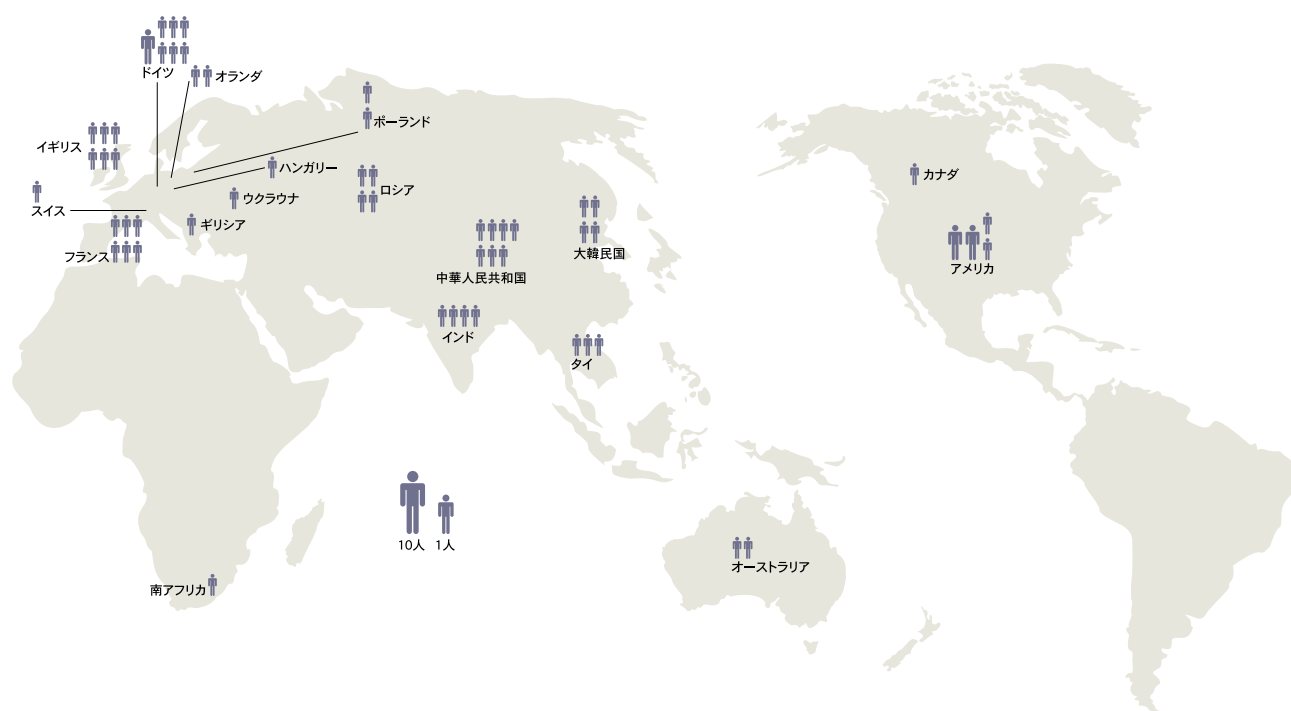 ドイツ
オランダ
ポーランド
イギリス
ハンガリー
カナダ
ロシア
スイス
ウクラウナ
ギリシア
フランス
大韓民国
アメリカ
中華人民共和国
インド
タイ
10人 1人
オーストラリア
南アフリカ